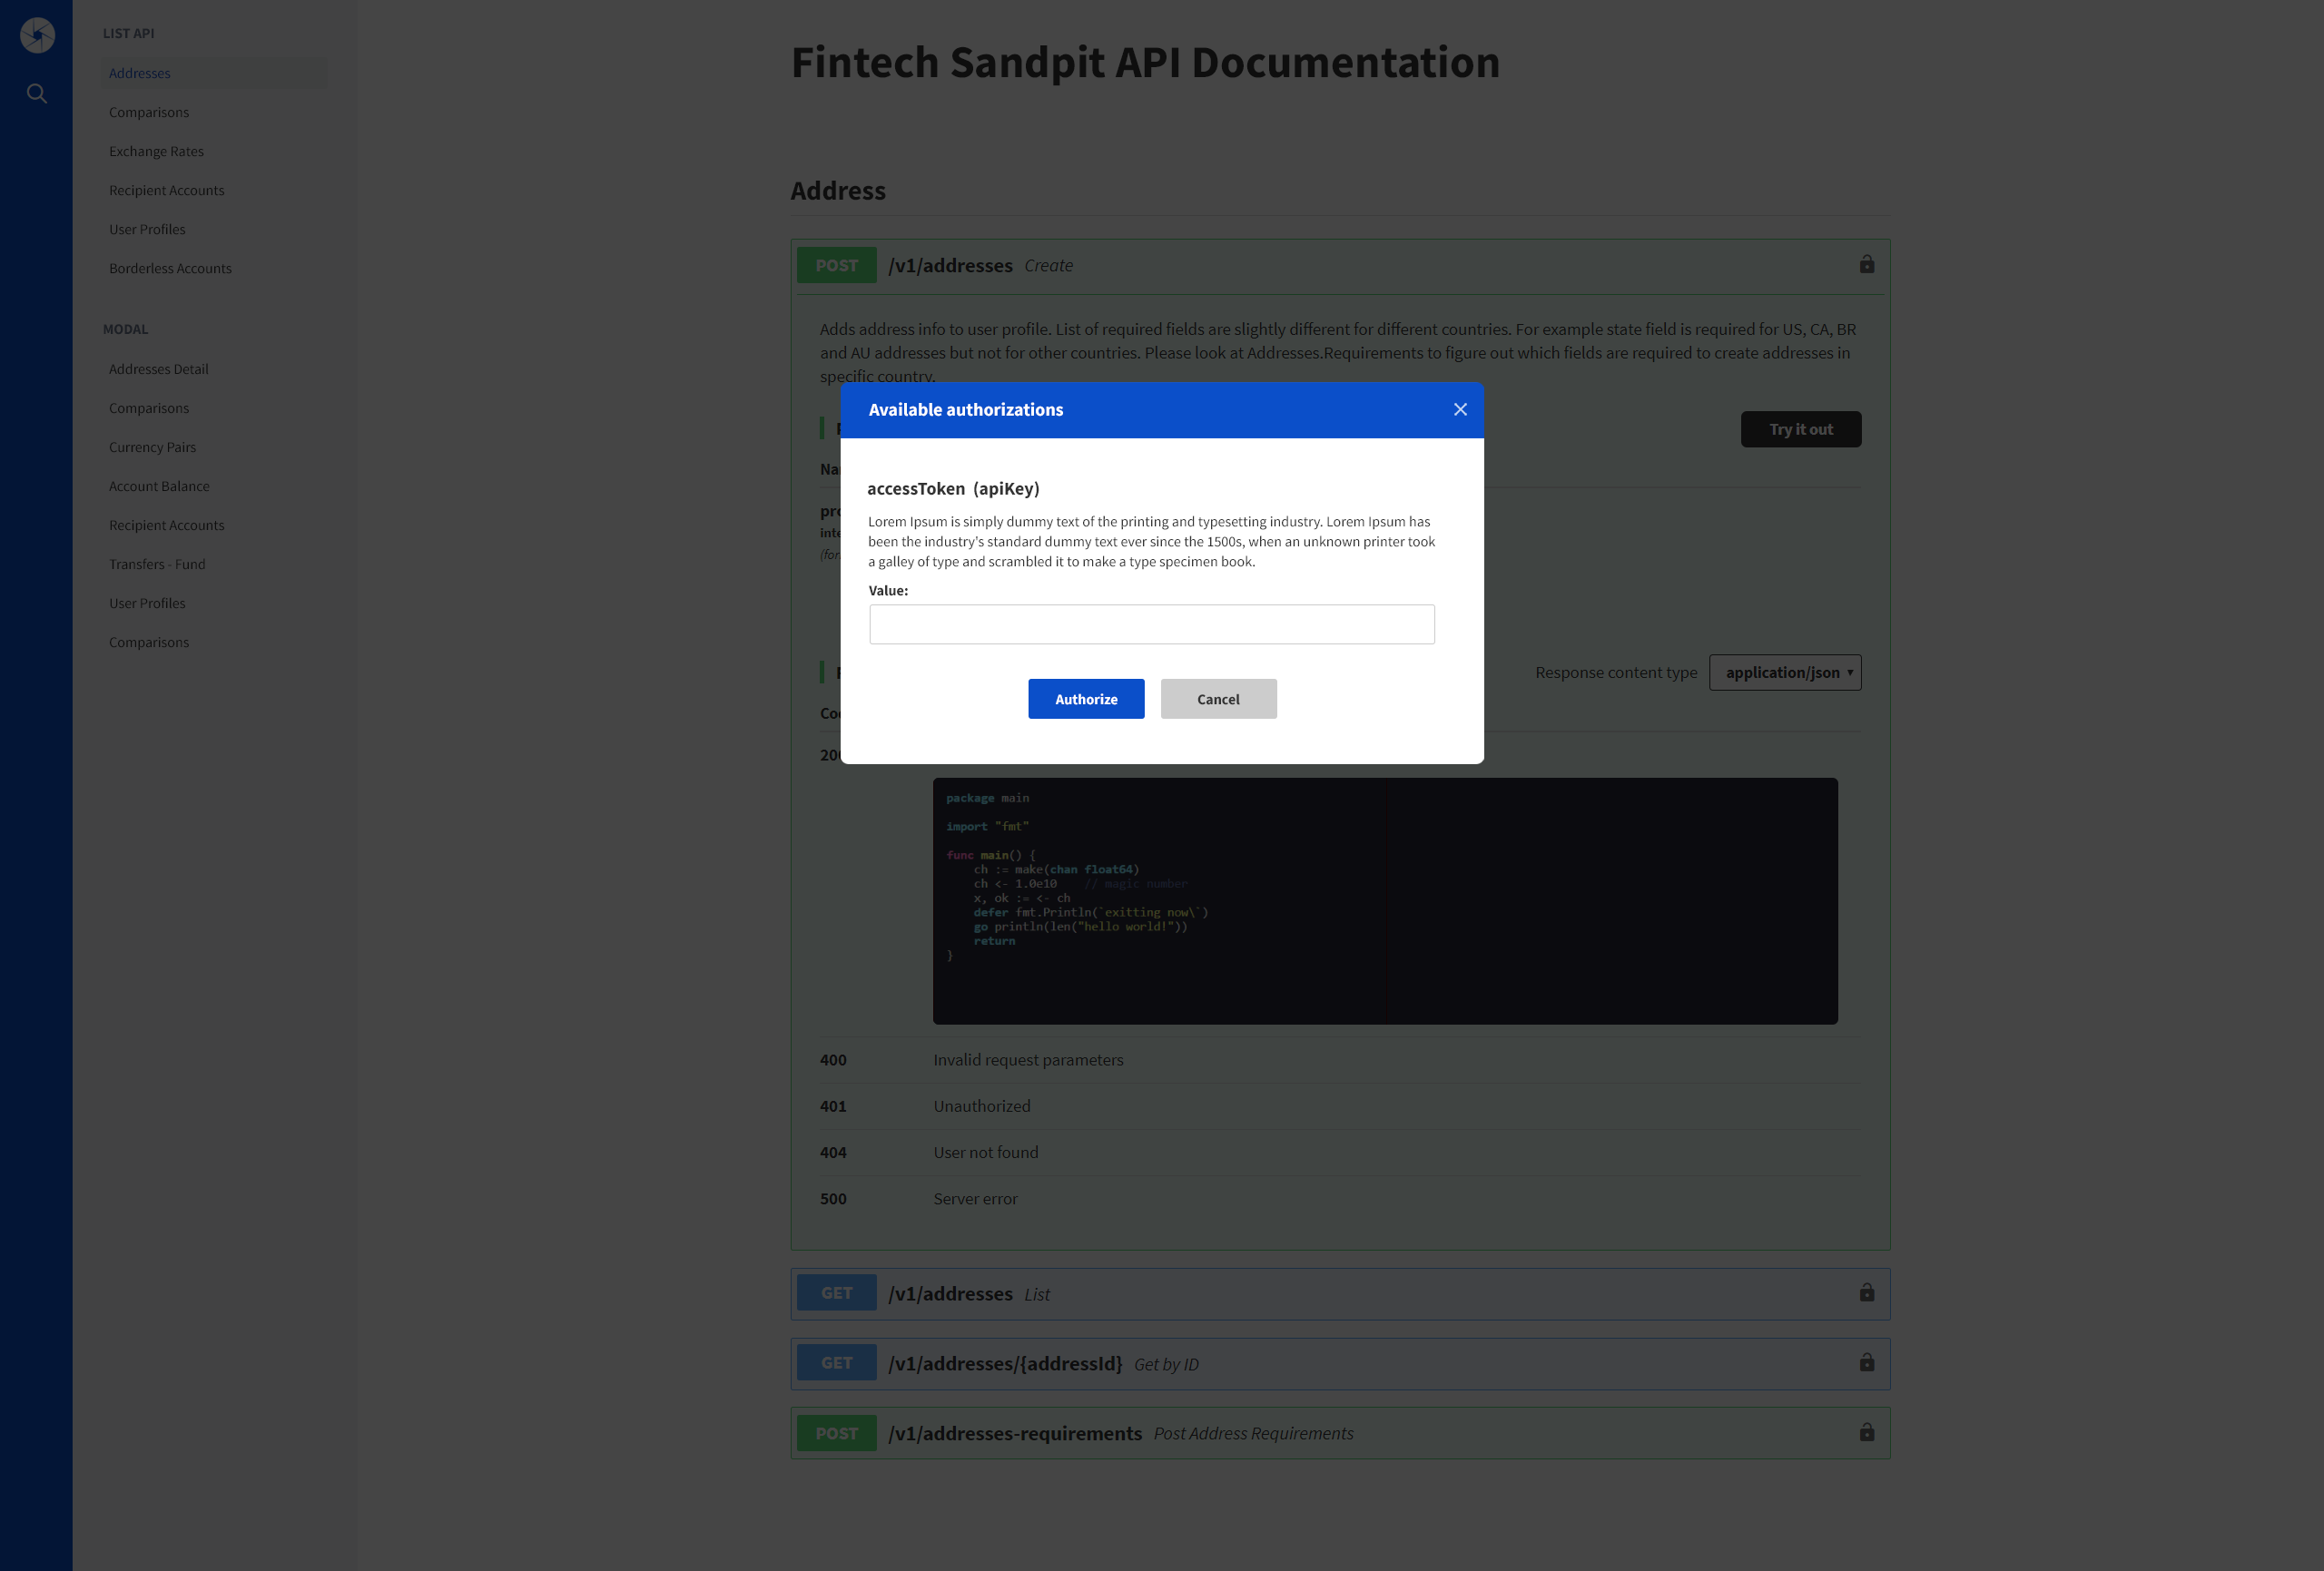 LIST API
Addresses
Comparisons
Exchange Rates
Recipient Accounts
User Profiles
Borderless Accounts
MODAL
Addresses Detail
Comparisons
Currency Pairs
Account Balance
Recipient Accounts
Transfers - Fund
User Profiles
Comparisons
Fintech Sandpit API Documentation
Address
POST /v1/addresses Create
Adds address info to user profile. List of required fields are slightly different for different countries. For example state field is required for US, CA, BR
and AU addresses but not for other countries. Please look at Addresses.Requirements to figure out which fields are required to create addresses in
specific country.
Try it out
Available authorizations
accessToken (apiKey)
Lorem Ipsum is simply dummy text of the printing and typesetting industry. Lorem Ipsum has
been the industry's standard dummy text ever since the 1500s, when an unknown printer took
a galley of type and scrambled it to make a type specimen book.
Value:
Authorize Cancel
Response content type application/json
package main
import "fmt"
func main() {
ch := make(chan float64)
ch <- 1.0e10 // magic number
x, ok := <- ch
defer fmt.Println(`exitting now\`)
go println(len("hello world!"))
return
}
400 Invalid request parameters
401 Unauthorized
404 User not found
500 Server error
GET /v1/addresses List
GET /v1/addresses/{addressId} Get by ID
POST /v1/addresses-requirements Post Address Requirements